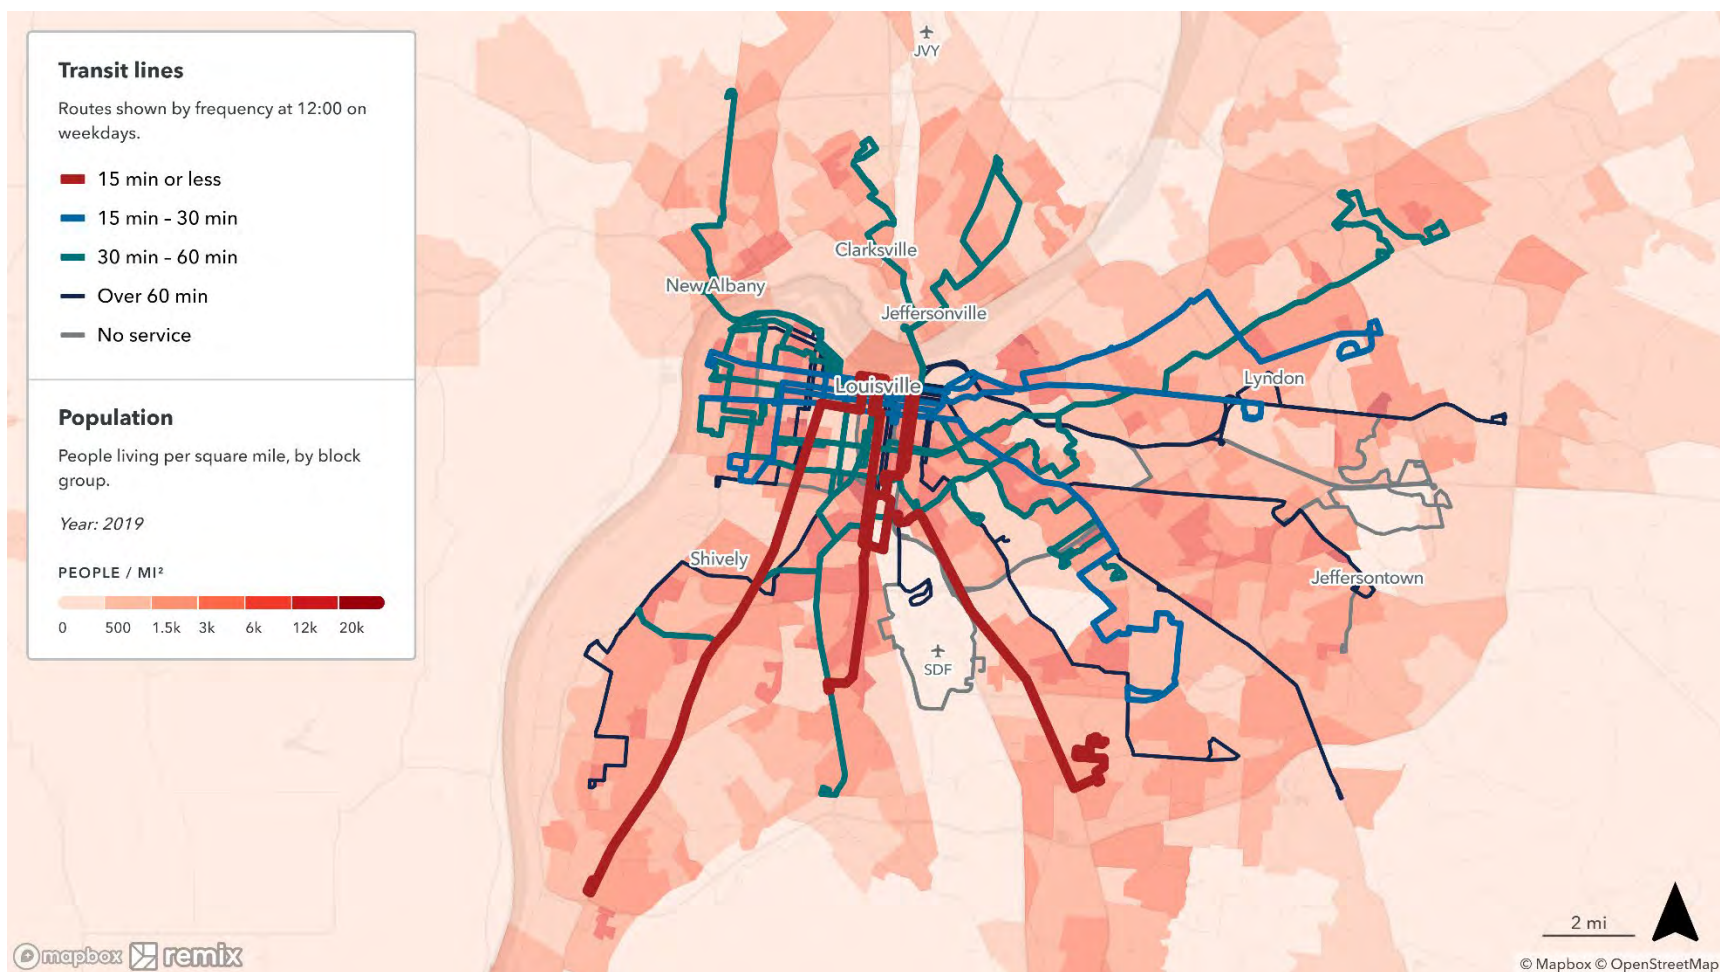 Transit lines
Routes shown by frequency at 12:00 on
weekdays.
15 min or less
15 min – 30 min
30 min – 60 min
Over 60 min
No service
Population
People living per square mile, by block
group.
Year: 2019
PEOPLE / MI²
0 500 1.5k 3k 6k 12k 20k
JVY
Clarksville
New Albany
Jeffersonville
Louisville
Lyndon
Shively
Jeffersontown
SDF
2 mi
mapbox remix
© Mapbox © OpenStreetMap